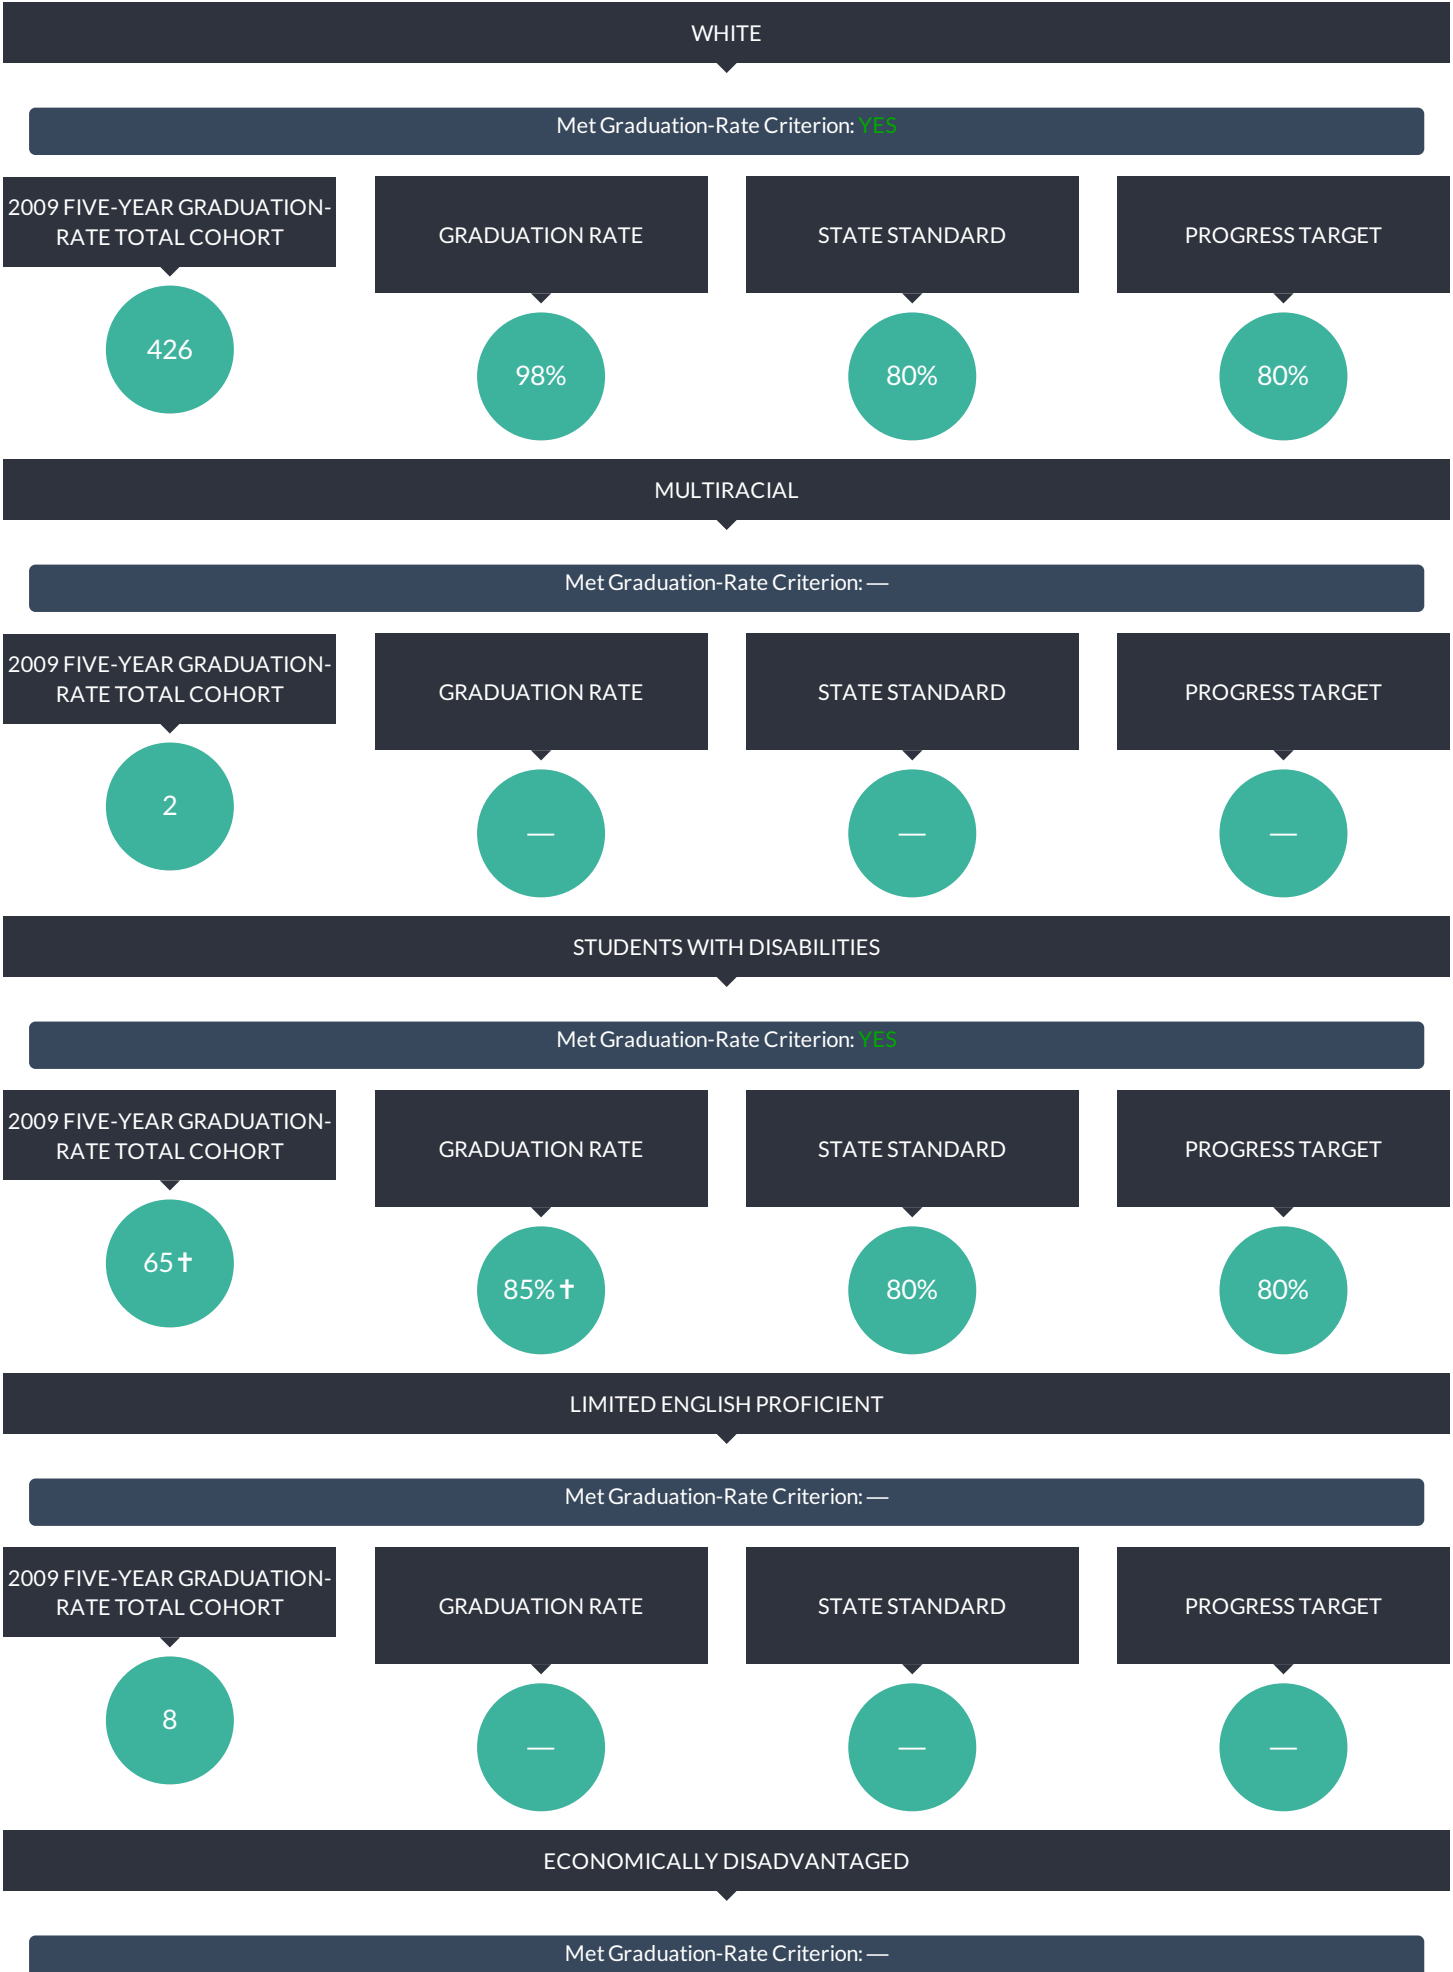 WHITE
Met Graduation-Rate Criterion: YES
2009 FIVE-YEAR GRADUATION-
RATE TOTAL COHORT
GRADUATION RATE
STATE STANDARD
PROGRESS TARGET
426
98%
80%
80%
MULTIRACIAL
Met Graduation-Rate Criterion: —
2009 FIVE-YEAR GRADUATION-
RATE TOTAL COHORT
GRADUATION RATE
STATE STANDARD
PROGRESS TARGET
2
—
—
—
STUDENTS WITH DISABILITIES
Met Graduation-Rate Criterion: YES
2009 FIVE-YEAR GRADUATION-
RATE TOTAL COHORT
GRADUATION RATE
STATE STANDARD
PROGRESS TARGET
65✝
85%✝
80%
80%
LIMITED ENGLISH PROFICIENT
Met Graduation-Rate Criterion: —
2009 FIVE-YEAR GRADUATION-
RATE TOTAL COHORT
GRADUATION RATE
STATE STANDARD
PROGRESS TARGET
8
—
—
—
ECONOMICALLY DISADVANTAGED
Met Graduation-Rate Criterion: —